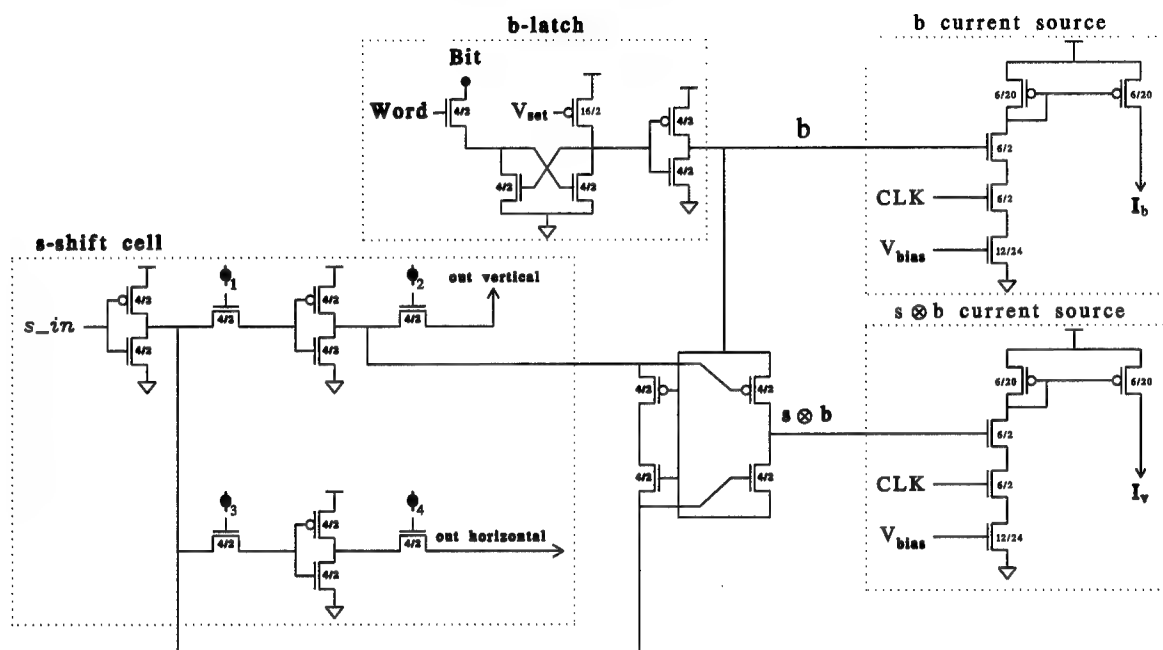 b-latch
b current source
Bit
Word
4/2
V_set
16/2
4/2
4/2
4/2
4/2
b
6/20
6/20
6/2
CLK
6/2
V_bias
12/24
I_b
s-shift cell
s_in
4/2
4/2
ϕ_1
4/2
4/2
4/2
ϕ_2
4/2
out vertical
ϕ_3
4/2
4/2
4/2
ϕ_4
4/2
out horizontal
4/2
4/2
4/2
4/2
s ⊗ b
s ⊗ b current source
6/20
6/20
6/2
CLK
6/2
V_bias
12/24
I_v